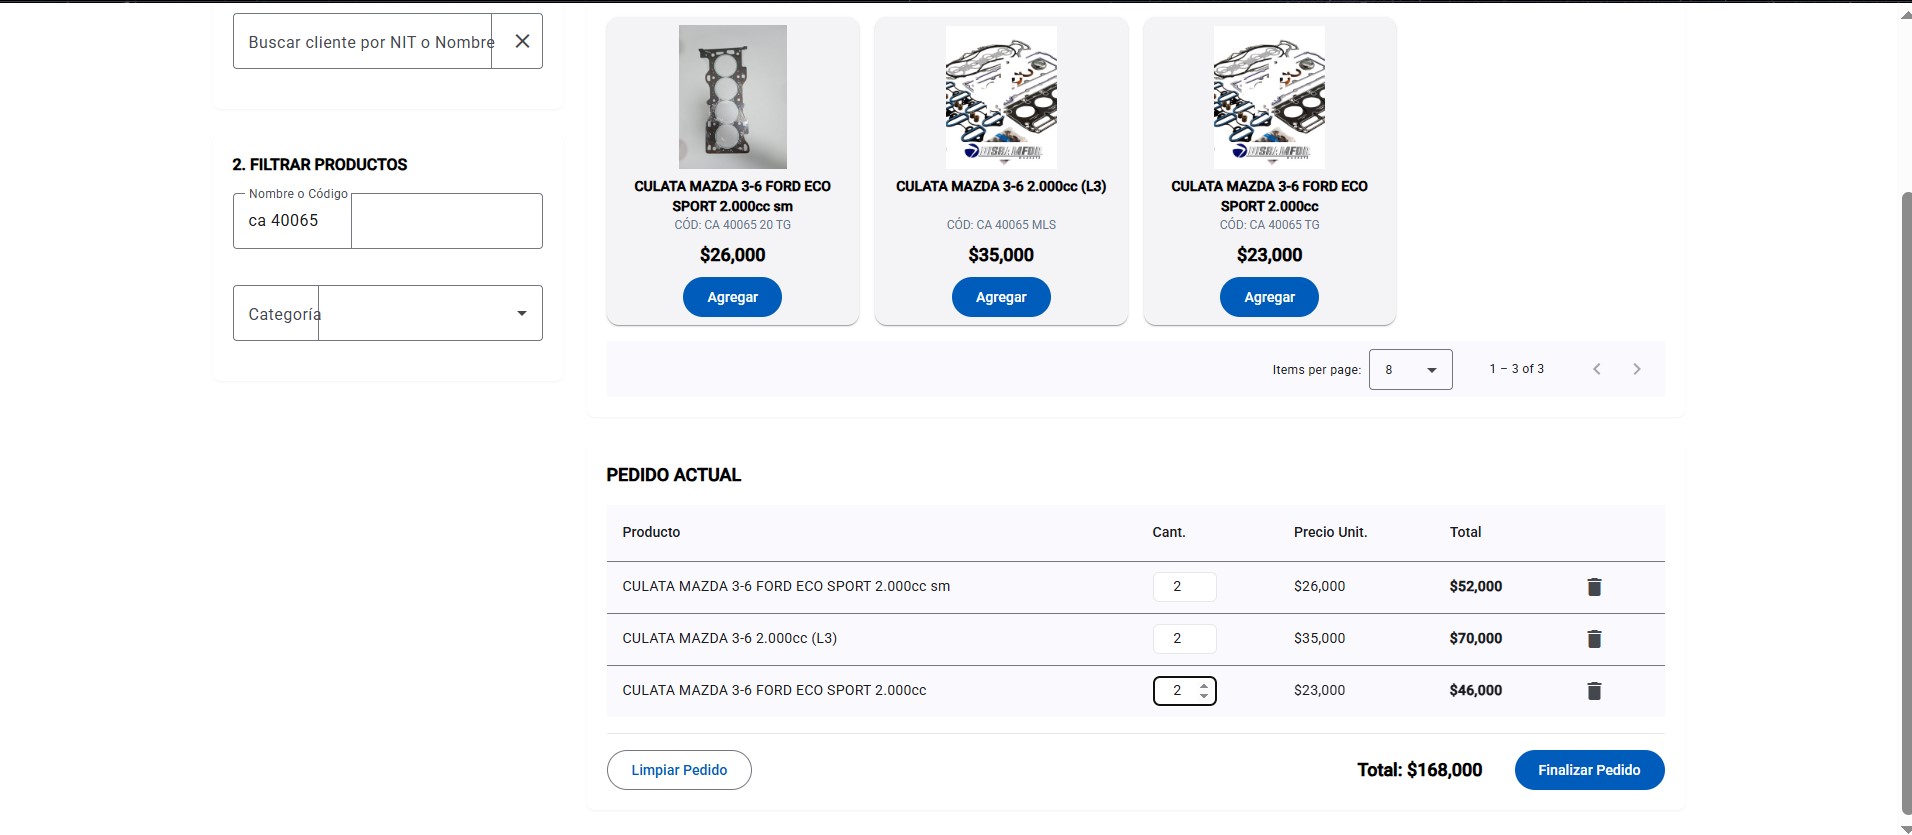 Buscar cliente por NIT o Nombre
2. FILTRAR PRODUCTOS
Nombre o Código
ca 40065
Categoría
CULATA MAZDA 3-6 FORD ECO
SPORT 2.000cc sm
CÓD: CA 40065 20 TG
$26,000
Agregar
CULATA MAZDA 3-6 2.000cc (L3)
CÓD: CA 40065 MLS
$35,000
Agregar
CULATA MAZDA 3-6 FORD ECO
SPORT 2.000cc
CÓD: CA 40065 TG
$23,000
Agregar
Items per page: 8 1 – 3 of 3
PEDIDO ACTUAL
Producto Cant. Precio Unit. Total
CULATA MAZDA 3-6 FORD ECO SPORT 2.000cc sm 2 $26,000 $52,000
CULATA MAZDA 3-6 2.000cc (L3) 2 $35,000 $70,000
CULATA MAZDA 3-6 FORD ECO SPORT 2.000cc 2 $23,000 $46,000
Limpiar Pedido Total: $168,000 Finalizar Pedido